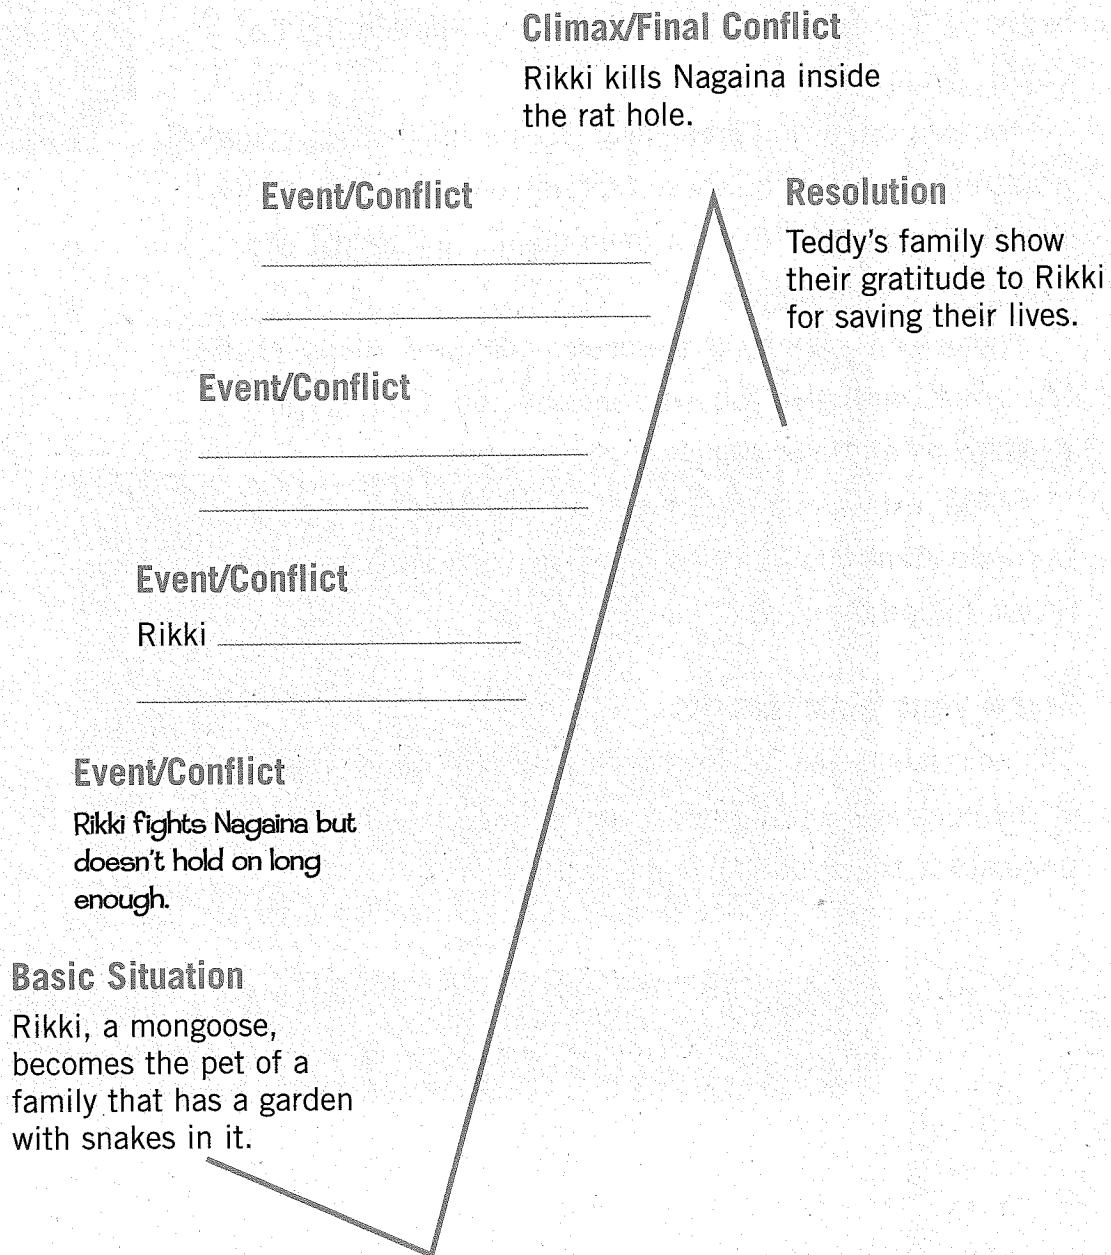 Climax/Final Conflict
Rikki kills Nagaina inside
the rat hole.
Event/Conflict
Resolution
Teddy's family show
their gratitude to Rikki
for saving their lives.
Event/Conflict
Event/Conflict
Rikki
Event/Conflict
Rikki fights Nagaina but
doesn't hold on long
enough.
Basic Situation
Rikki, a mongoose,
becomes the pet of a
family that has a garden
with snakes in it.